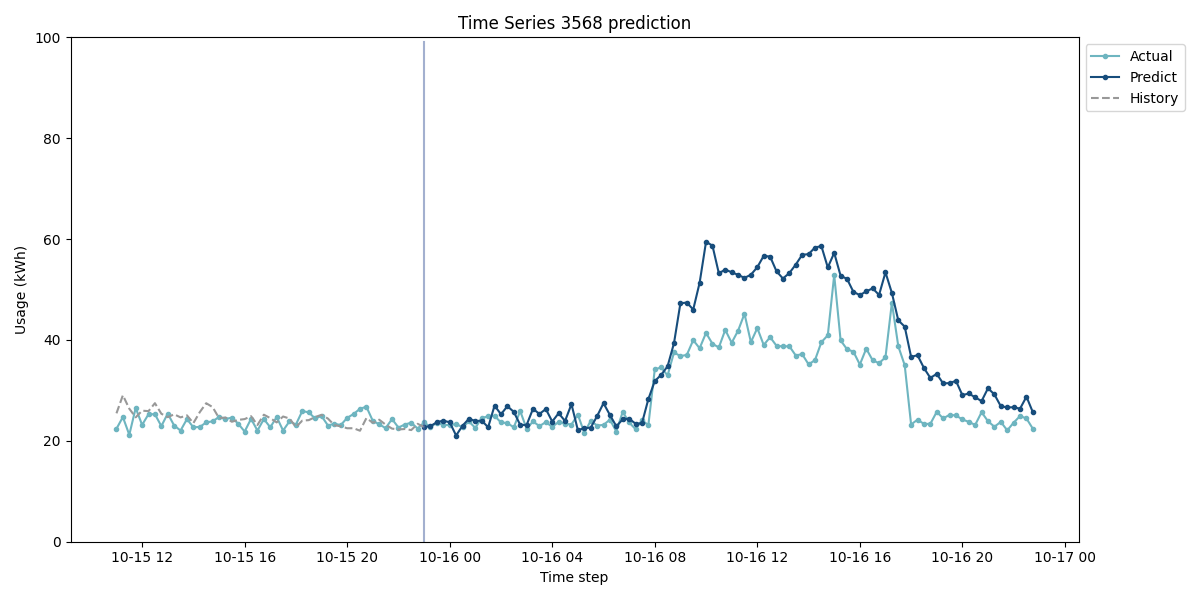 Time Series 3568 prediction
100
80
60
40
20
0
Usage (kWh)
10-15 12
10-15 16
10-15 20
10-16 00
10-16 04
10-16 08
10-16 12
10-16 16
10-16 20
10-17 00
Time step
Actual
Predict
History